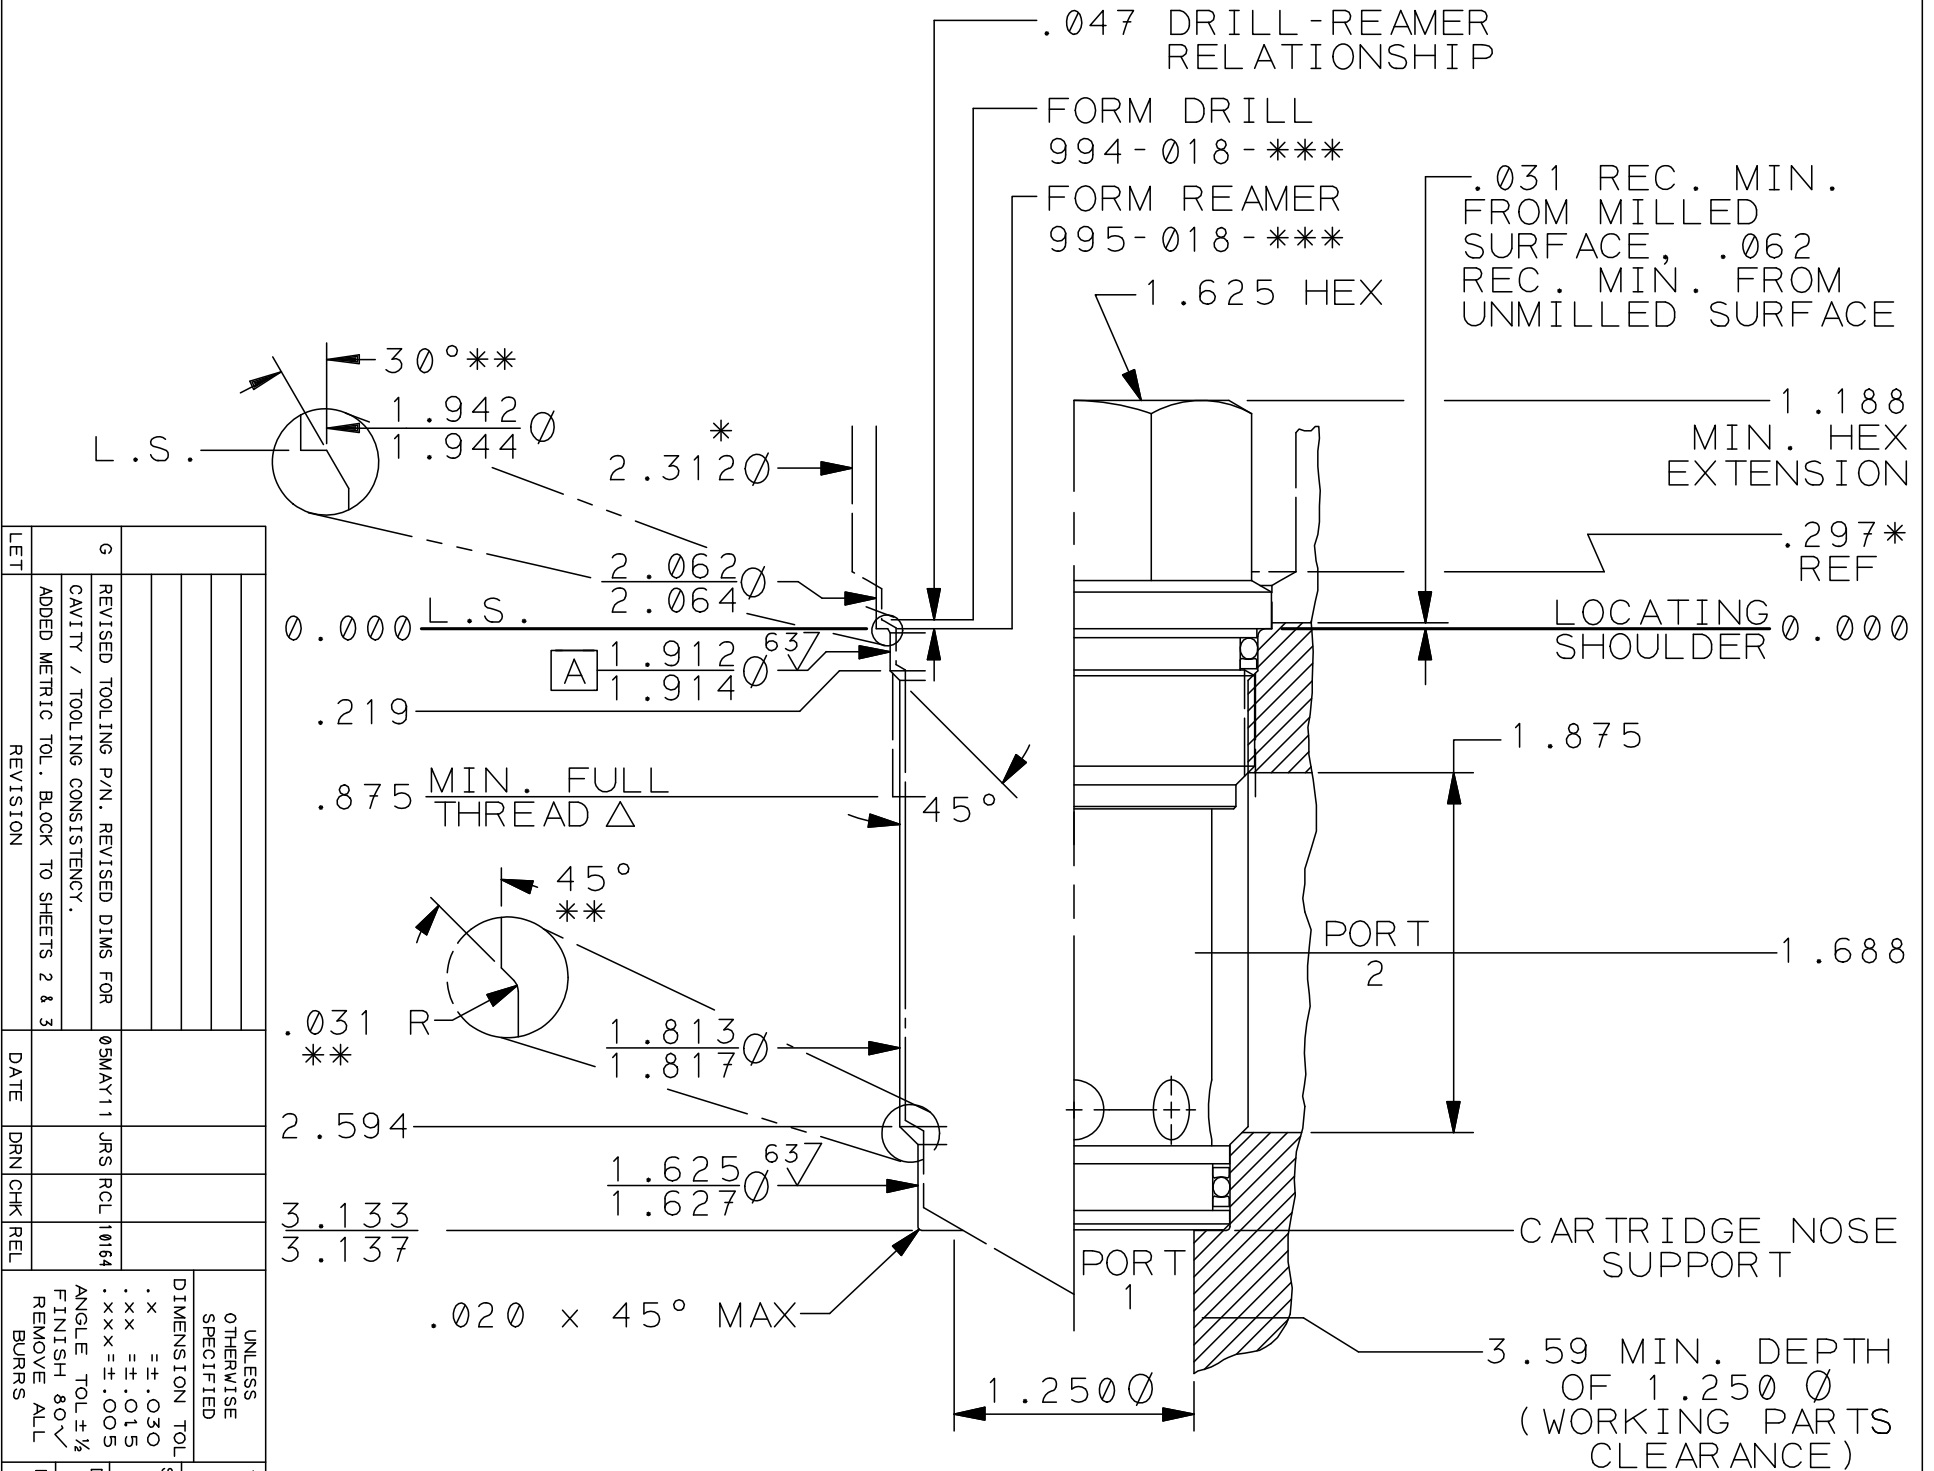 .047 DRILL-REAMER
RELATIONSHIP
FORM DRILL
994-018-***
FORM REAMER
995-018-***
.031 REC. MIN.
FROM MILLED
SURFACE, .062
REC. MIN. FROM
UNMILLED SURFACE
1.625 HEX
30°**
1.942
1.944 Ø
L.S.
*
2.312Ø
1.188
MIN. HEX
EXTENSION
.297*
REF
2.062
2.064 Ø
0.000 L.S.
LOCATING
SHOULDER 0.000
A 1.912
1.914 Ø 63
.219
1.875
.875 MIN. FULL
THREAD △
45°
45°
**
PORT
2
1.688
.031 R
**
1.813
1.817 Ø
2.594
1.625
1.627 Ø 63
3.133
3.137
CARTRIDGE NOSE
SUPPORT
PORT
1
.020 x 45° MAX
3.59 MIN. DEPTH
OF 1.250 Ø
(WORKING PARTS
CLEARANCE)
1.250Ø
G REVISED TOOLING P/N. REVISED DIMS FOR 05MAY11 JRS RCL 10164
CAVITY / TOOLING CONSISTENCY.
ADDED METRIC TOL. BLOCK TO SHEETS 2 & 3
LET REVISION DATE DRN CHK REL
UNLESS
OTHERWISE
SPECIFIED
DIMENSION TOL
.X =±.030
.XX =±.015
.XXX=±.005
ANGLE TOL±½
FINISH 80√
REMOVE ALL
BURRS